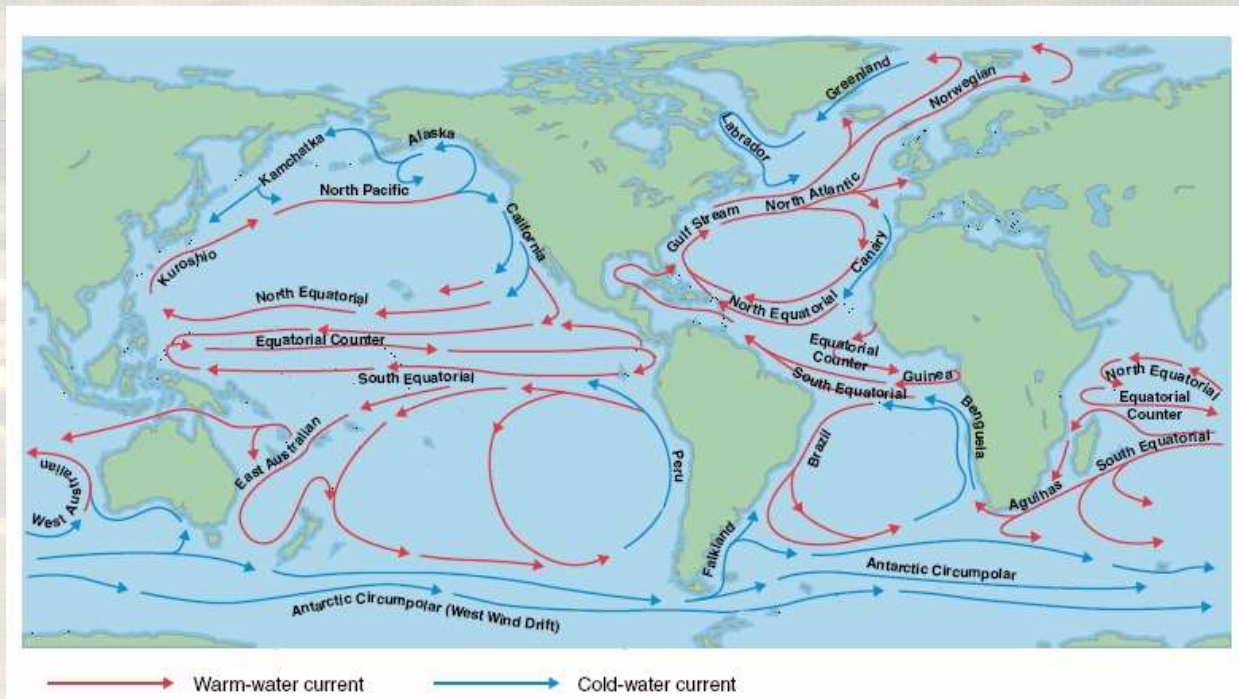 Greenland
Norwegian
Labrador
Alaska
Kamchatka
North Pacific
North Atlantic
Gulf Stream
California
Canary
Kuroshio
North Equatorial
North Equatorial
Equatorial Counter
Equatorial
Counter
Guinea
South Equatorial
South Equatorial
North Equatorial
Equatorial
Counter
South Equatorial
Benguela
East Australian
Brazil
Peru
West Australian
Agulhas
Falkland
Antarctic Circumpolar
Antarctic Circumpolar (West Wind Drift)
Warm-water current
Cold-water current